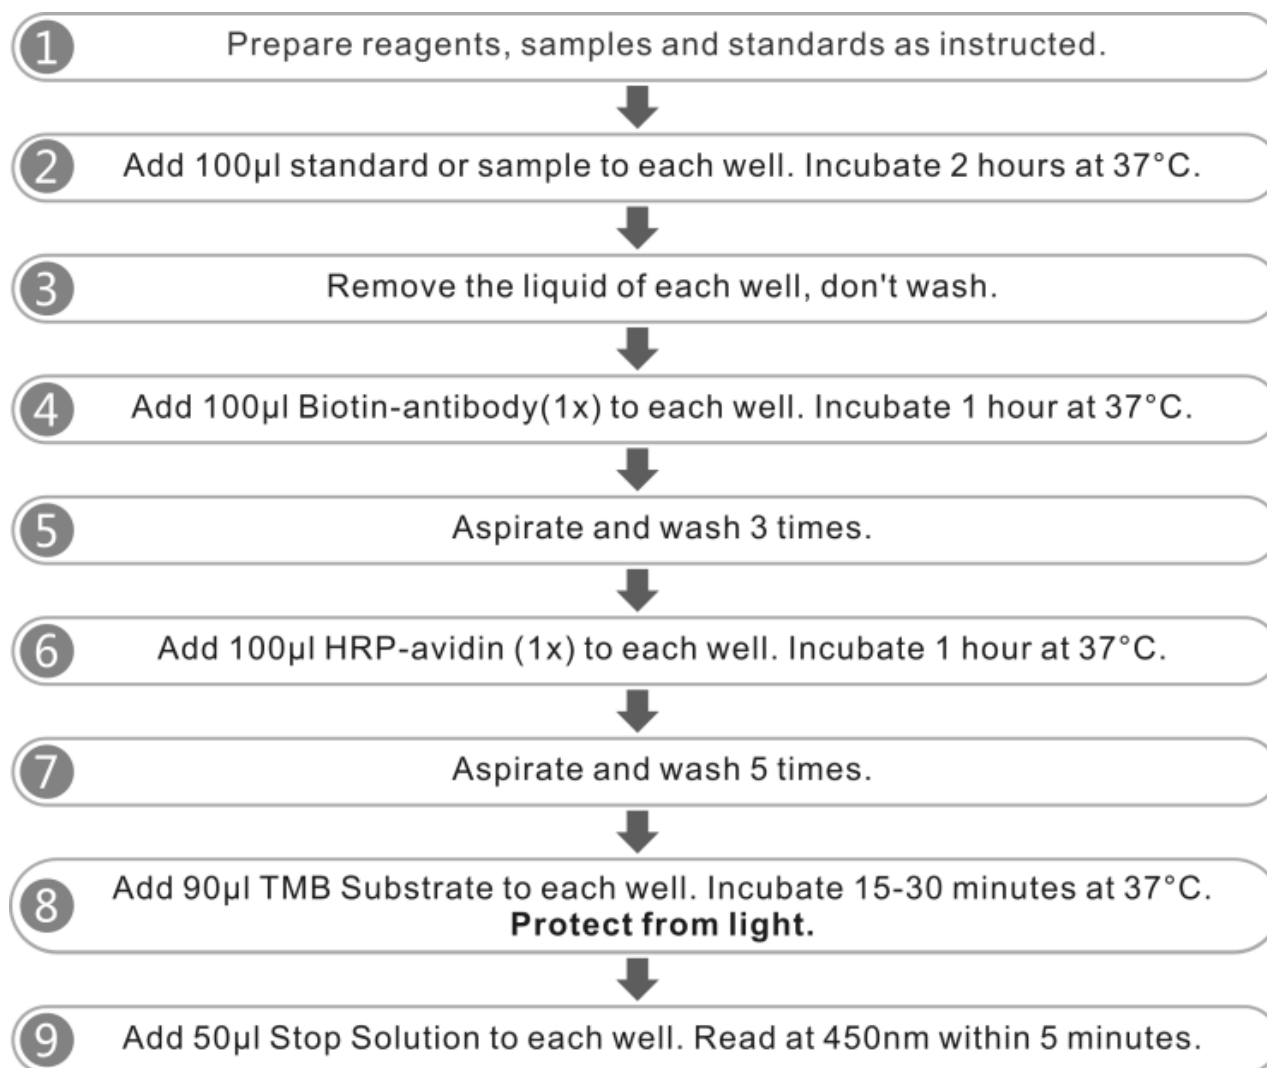 1 Prepare reagents, samples and standards as instructed.
2 Add 100µl standard or sample to each well. Incubate 2 hours at 37°C.
3 Remove the liquid of each well, don't wash.
4 Add 100µl Biotin-antibody(1x) to each well. Incubate 1 hour at 37°C.
5 Aspirate and wash 3 times.
6 Add 100µl HRP-avidin (1x) to each well. Incubate 1 hour at 37°C.
7 Aspirate and wash 5 times.
8 Add 90µl TMB Substrate to each well. Incubate 15-30 minutes at 37°C.
Protect from light.
9 Add 50µl Stop Solution to each well. Read at 450nm within 5 minutes.